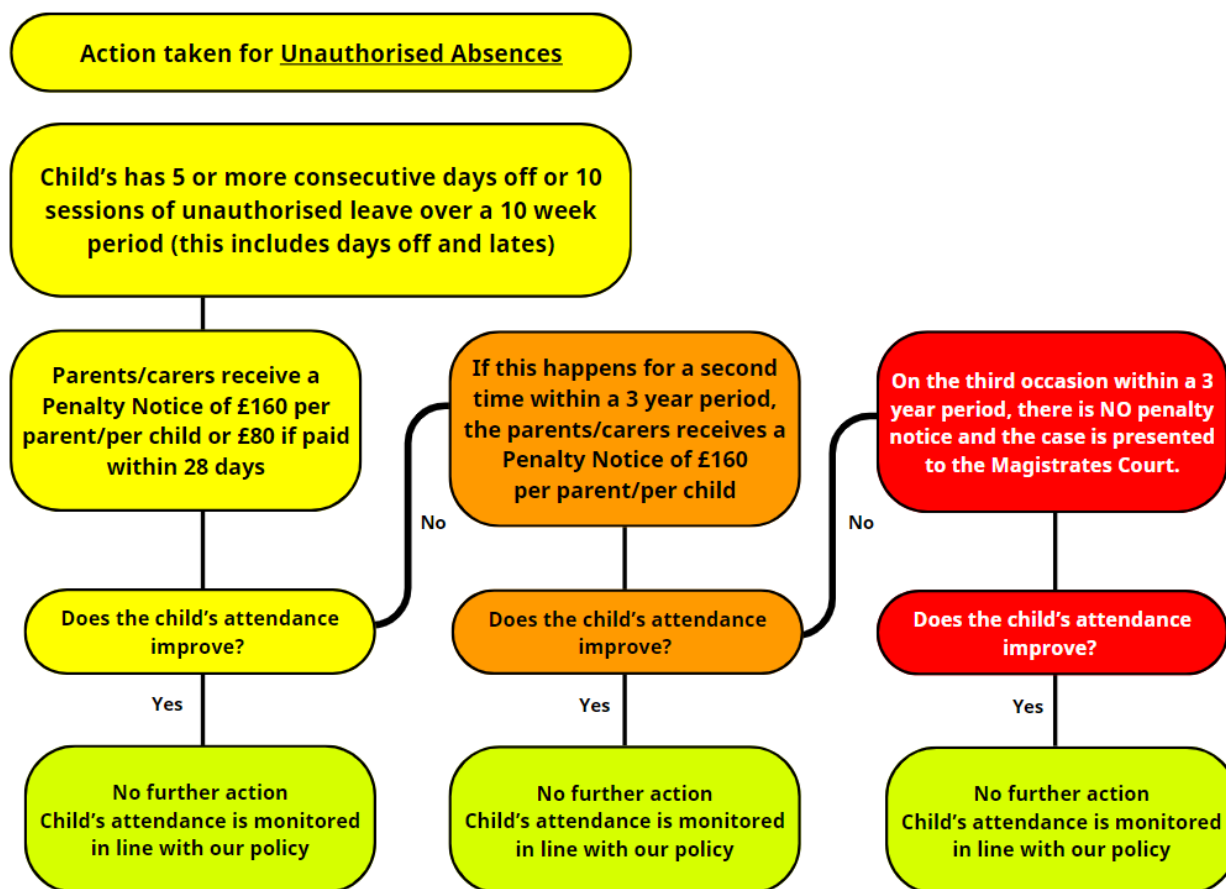 Action taken for Unauthorised Absences
Child's has 5 or more consecutive days off or 10
sessions of unauthorised leave over a 10 week
period (this includes days off and lates)
Parents/carers receive a
Penalty Notice of £160 per
parent/per child or £80 if paid
within 28 days
Does the child's attendance
improve?
Yes
No further action
Child's attendance is monitored
in line with our policy
No
If this happens for a second
time within a 3 year period,
the parents/carers receives a
Penalty Notice of £160
per parent/per child
Does the child's attendance
improve?
Yes
No further action
Child's attendance is monitored
in line with our policy
No
On the third occasion within a 3
year period, there is NO penalty
notice and the case is presented
to the Magistrates Court.
Does the child's attendance
improve?
Yes
No further action
Child's attendance is monitored
in line with our policy